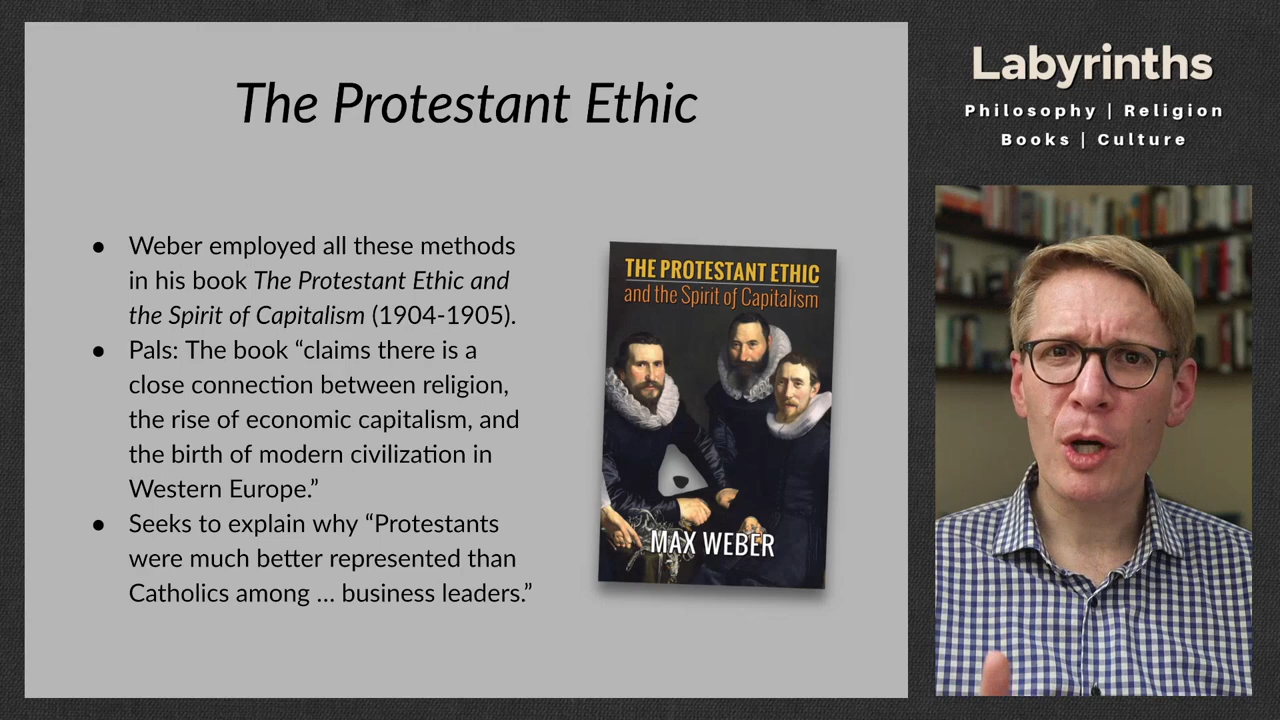 The Protestant Ethic
● Weber employed all these methods
in his book The Protestant Ethic and
the Spirit of Capitalism (1904-1905).
● Pals: The book “claims there is a
close connection between religion,
the rise of economic capitalism, and
the birth of modern civilization in
Western Europe.”
● Seeks to explain why “Protestants
were much better represented than
Catholics among ... business leaders.”
THE PROTESTANT ETHIC
and the Spirit of Capitalism
MAX WEBER
Labyrinths
Philosophy | Religion
Books | Culture